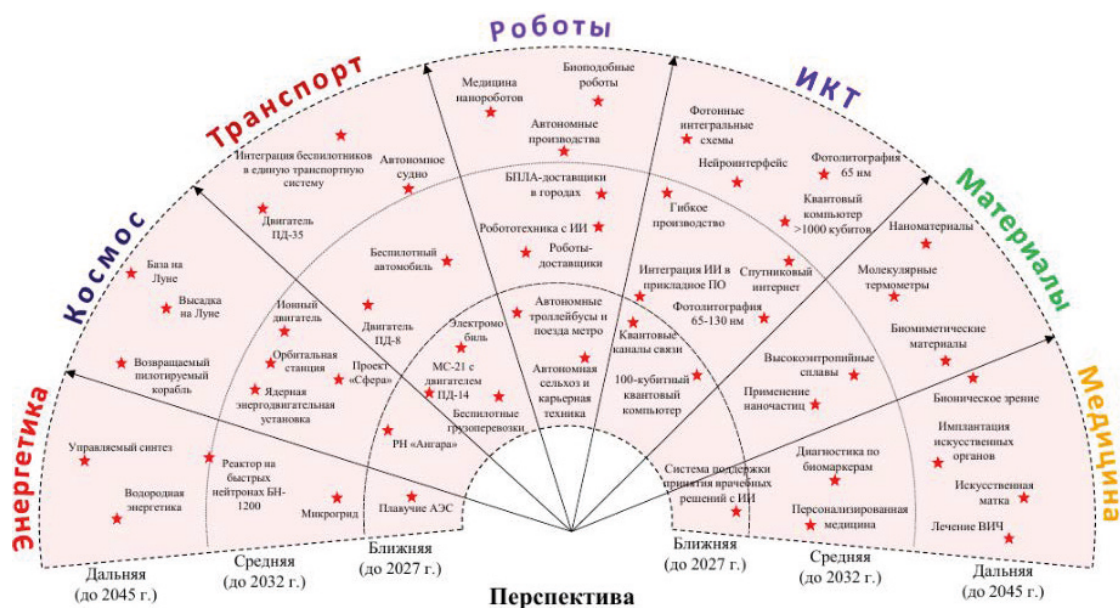 Роботы
Транспорт
ИКТ
Космос
Материалы
Энергетика
Медицина
Управляемый синтез
Водородная
энергетика
Реактор на
быстрых
нейтронах БН-
1200
Микрогрид
Плавучие АЭС
База на
Луне
Высадка
на Луне
Возвращаемый
пилотируемый
корабль
Ионный
двигатель
Орбитальная
станция
Ядерная
энергодвигательная
установка
Проект
«Сфера»
РН «Ангара»
Интеграция беспилотников
в единую транспортную
систему
Автономное
судно
Двигатель
ПД-35
Беспилотный
автомобиль
Двигатель
ПД-8
Электромо
биль
МС-21 с
двигателем
ПД-14
Беспилотные
грузоперевозки
Медицина
нанороботов
Биоподобные
роботы
Автономные
производства
БПЛА-доставщики
в городах
Робототехника с ИИ
Роботы-
доставщики
Автономные
троллейбусы и
поезда метро
Автономная
сельхоз и
карьерная
техника
Фотонные
интегральные
схемы
Нейроинтерфейс
Фотолитография
65 нм
Гибкое
производство
Квантовый
компьютер
>1000 кубитов
Интеграция ИИ в
прикладное ПО
Спутниковый
интернет
Фотолитография
65-130 нм
Квантовые
каналы связи
100-кубитный
квантовый
компьютер
Наноматериалы
Молекулярные
термометры
Биомиметические
материалы
Высокоэнтропийные
сплавы
Применение
наночастиц
Бионическое зрение
Имплантация
искусственных
органов
Искусственная
матка
Лечение ВИЧ
Диагностика по
биомаркерам
Персонализированная
медицина
Система поддержки
принятия врачебных
решений с ИИ
Дальняя
(до 2045 г.)
Средняя
(до 2032 г.)
Ближняя
(до 2027 г.)
Перспектива
Ближняя
(до 2027 г.)
Средняя
(до 2032 г.)
Дальняя
(до 2045 г.)